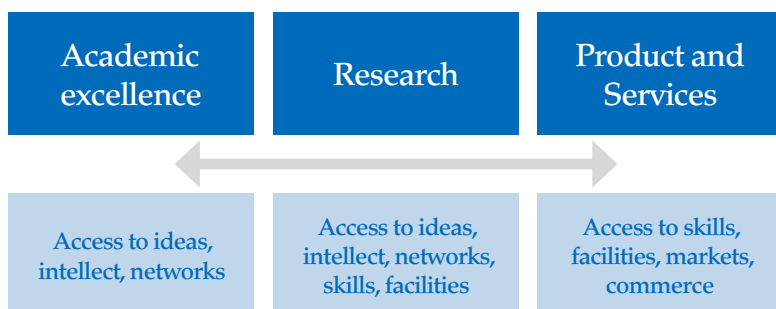 Academic
excellence
Research
Product and
Services
Access to ideas,
intellect, networks
Access to ideas,
intellect, networks,
skills, facilities
Access to skills,
facilities, markets,
commerce